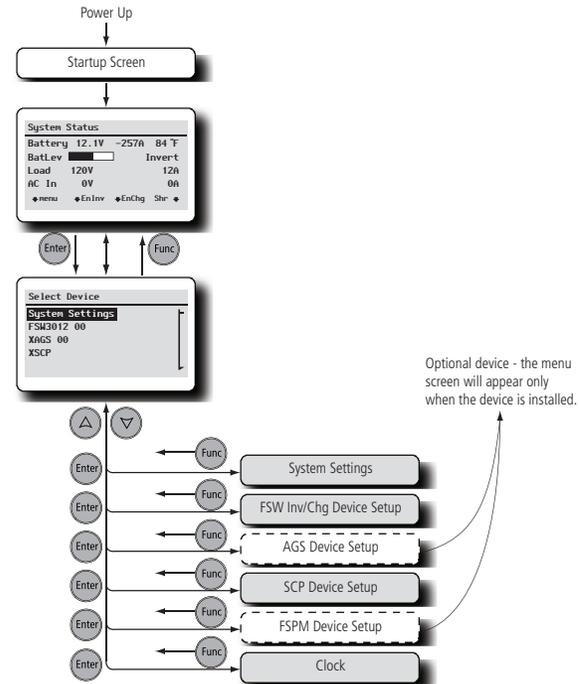 Power Up
Startup Screen
System Status
Battery 12.1V -257A 84°F
BatLev Invert
Load 120V 12A
AC In 0V 0A
menu EnInv EnChg Shr
Enter
Func
Select Device
System Settings
FSW3012 00
XAGS 00
XSCP
Optional device - the menu
screen will appear only
when the device is installed.
Func
Enter
System Settings
Func
Enter
FSW Inv/Chg Device Setup
Func
Enter
AGS Device Setup
Func
Enter
SCP Device Setup
Func
Enter
FSPM Device Setup
Func
Enter
Clock